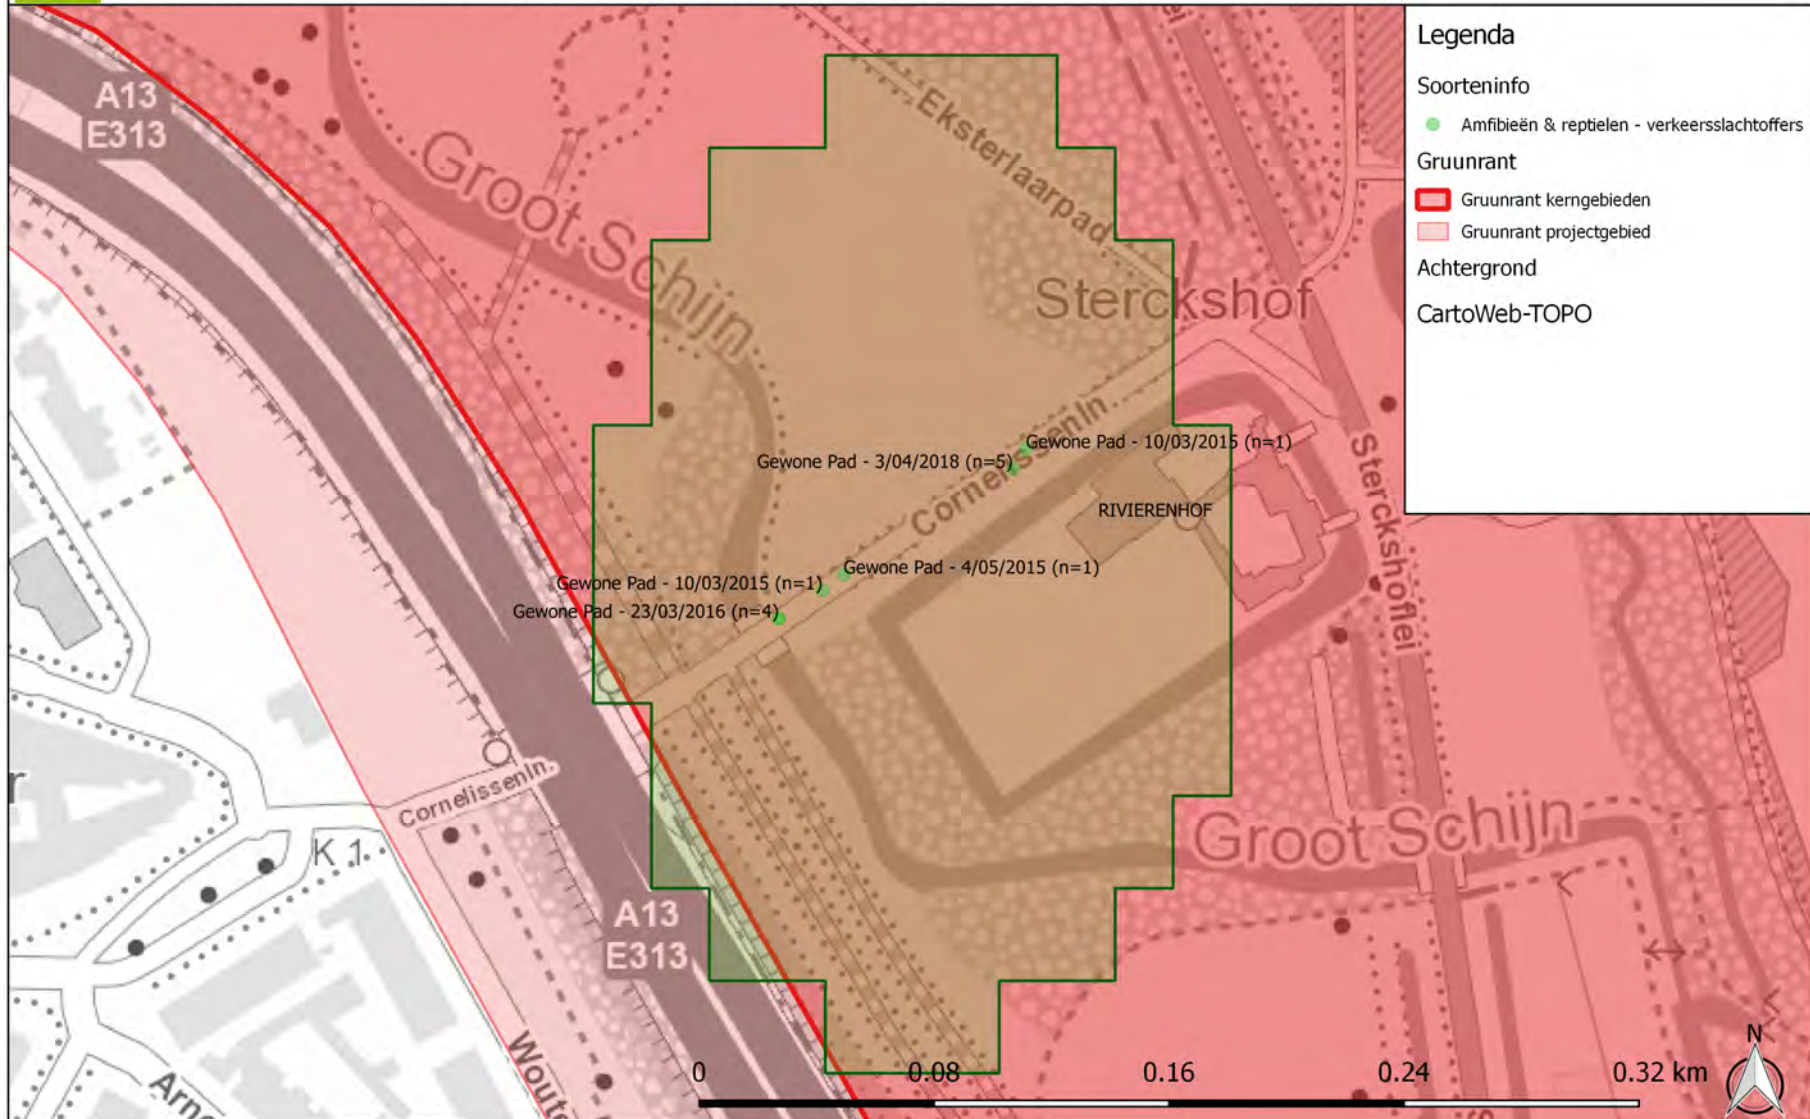 A13
E313
Groot Schijn
Eksterlaarpad
Sterckshof
Legenda
Soorteninfo
Amfibieën & reptielen - verkeersslachtoffers
Gruunrant
Gruunrant kerngebieden
Gruunrant projectgebied
Achtergrond
CartoWeb-TOPO
Gewone Pad - 10/03/2015 (n=1)
Gewone Pad - 3/04/2018 (n=5)
Cornelissenln.
RIVIERENHOF
Sterckshoflei
Gewone Pad - 4/05/2015 (n=1)
Gewone Pad - 10/03/2015 (n=1)
Gewone Pad - 23/03/2016 (n=4)
Cornelissenln.
Groot Schijn
K 1
A13
E313
N
0
0.08
0.16
0.24
0.32 km